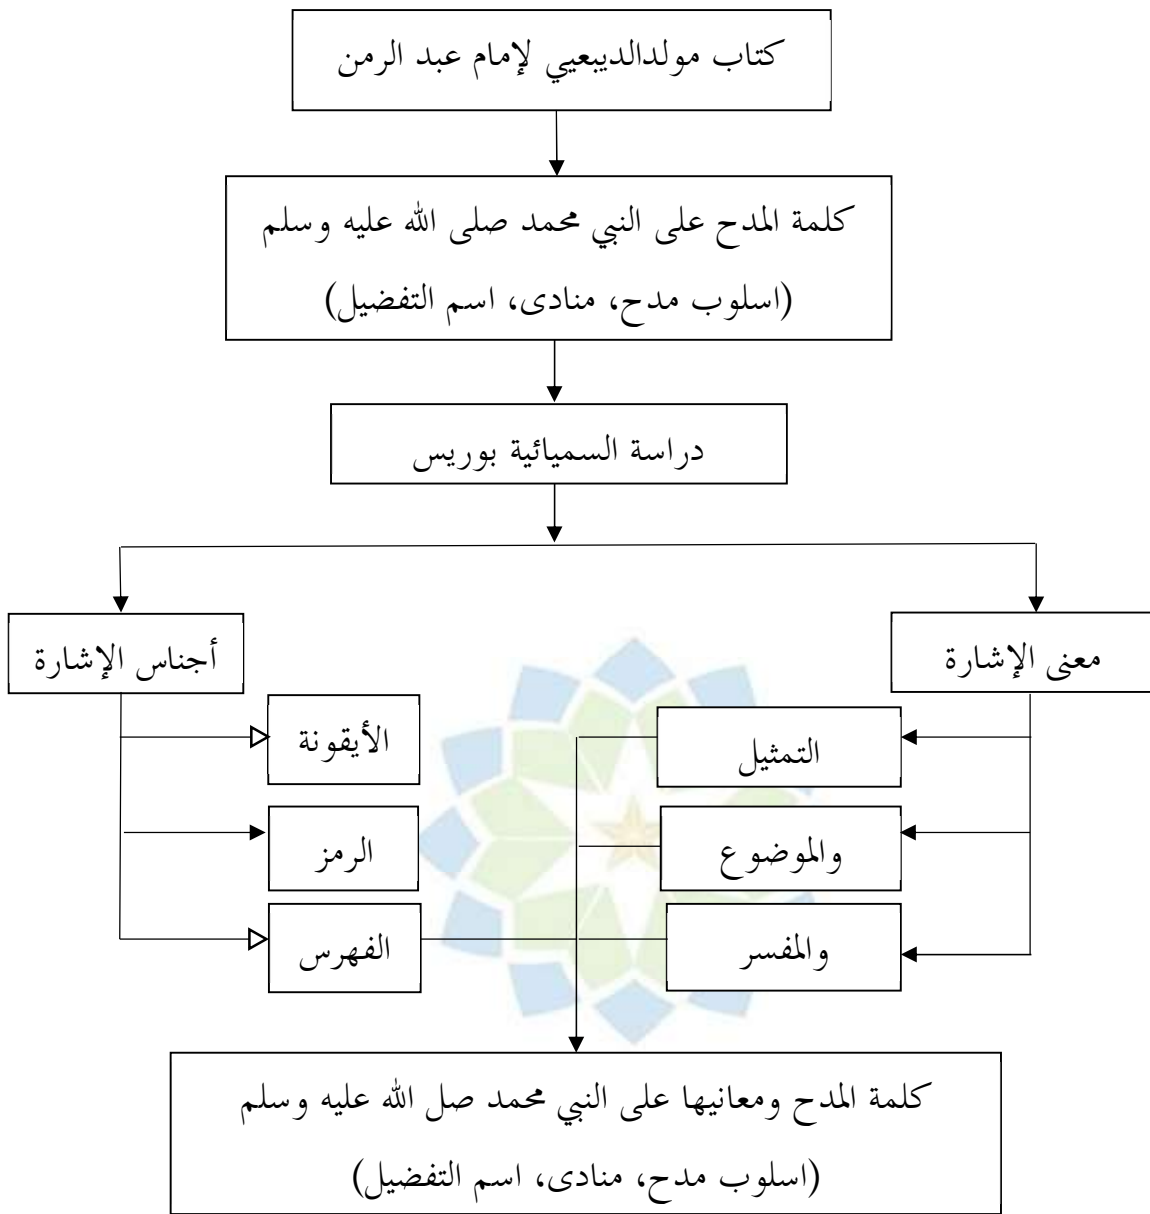 كتاب مولدالديبعيي لإمام عبد الرمن
كلمة المدح على النبي محمد صلى الله عليه وسلم
(اسلوب مدح، منادى، اسم التفضيل)
دراسة السميائية بوريس
معنى الإشارة
أجناس الإشارة
التمثيل
والموضوع
والمفسر
الأيقونة
الرمز
الفهرس
كلمة المدح ومعانيها على النبي محمد صل الله عليه وسلم
(اسلوب مدح، منادى، اسم التفضيل)